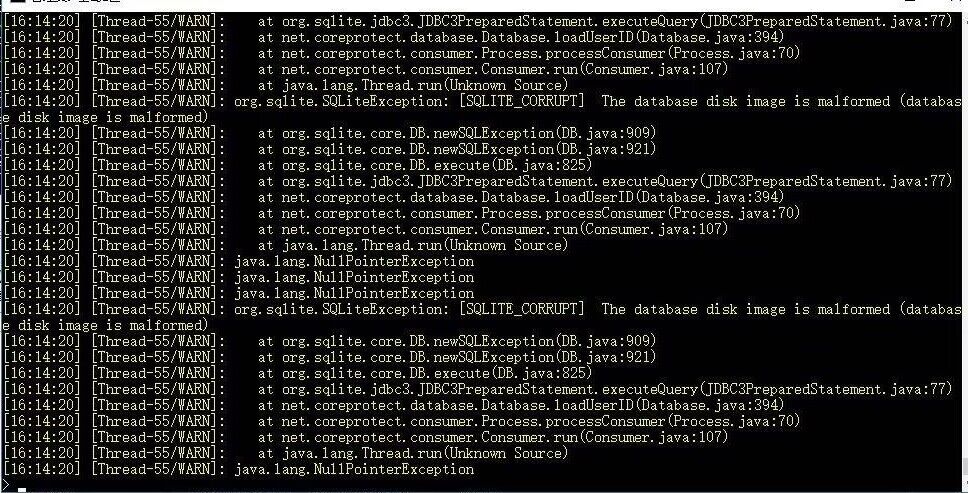 [16:14:20] [Thread-55/WARN]:    at org.sqlite.jdbc3.JDBC3PreparedStatement.executeQuery(JDBC3PreparedStatement.java:77)
[16:14:20] [Thread-55/WARN]:    at net.coreprotect.database.Database.loadUserID(Database.java:394)
[16:14:20] [Thread-55/WARN]:    at net.coreprotect.consumer.Process.processConsumer(Process.java:70)
[16:14:20] [Thread-55/WARN]:    at net.coreprotect.consumer.Consumer.run(Consumer.java:107)
[16:14:20] [Thread-55/WARN]:    at java.lang.Thread.run(Unknown Source)
[16:14:20] [Thread-55/WARN]: org.sqlite.SQLiteException: [SQLITE_CORRUPT]  The database disk image is malformed (databas
e disk image is malformed)
[16:14:20] [Thread-55/WARN]:    at org.sqlite.core.DB.newSQLException(DB.java:909)
[16:14:20] [Thread-55/WARN]:    at org.sqlite.core.DB.newSQLException(DB.java:921)
[16:14:20] [Thread-55/WARN]:    at org.sqlite.core.DB.execute(DB.java:825)
[16:14:20] [Thread-55/WARN]:    at org.sqlite.jdbc3.JDBC3PreparedStatement.executeQuery(JDBC3PreparedStatement.java:77)
[16:14:20] [Thread-55/WARN]:    at net.coreprotect.database.Database.loadUserID(Database.java:394)
[16:14:20] [Thread-55/WARN]:    at net.coreprotect.consumer.Process.processConsumer(Process.java:70)
[16:14:20] [Thread-55/WARN]:    at net.coreprotect.consumer.Consumer.run(Consumer.java:107)
[16:14:20] [Thread-55/WARN]:    at java.lang.Thread.run(Unknown Source)
[16:14:20] [Thread-55/WARN]: java.lang.NullPointerException
[16:14:20] [Thread-55/WARN]: java.lang.NullPointerException
[16:14:20] [Thread-55/WARN]: java.lang.NullPointerException
[16:14:20] [Thread-55/WARN]: org.sqlite.SQLiteException: [SQLITE_CORRUPT]  The database disk image is malformed (databas
e disk image is malformed)
[16:14:20] [Thread-55/WARN]:    at org.sqlite.core.DB.newSQLException(DB.java:909)
[16:14:20] [Thread-55/WARN]:    at org.sqlite.core.DB.newSQLException(DB.java:921)
[16:14:20] [Thread-55/WARN]:    at org.sqlite.core.DB.execute(DB.java:825)
[16:14:20] [Thread-55/WARN]:    at org.sqlite.jdbc3.JDBC3PreparedStatement.executeQuery(JDBC3PreparedStatement.java:77)
[16:14:20] [Thread-55/WARN]:    at net.coreprotect.database.Database.loadUserID(Database.java:394)
[16:14:20] [Thread-55/WARN]:    at net.coreprotect.consumer.Process.processConsumer(Process.java:70)
[16:14:20] [Thread-55/WARN]:    at net.coreprotect.consumer.Consumer.run(Consumer.java:107)
[16:14:20] [Thread-55/WARN]:    at java.lang.Thread.run(Unknown Source)
[16:14:20] [Thread-55/WARN]: java.lang.NullPointerException
>